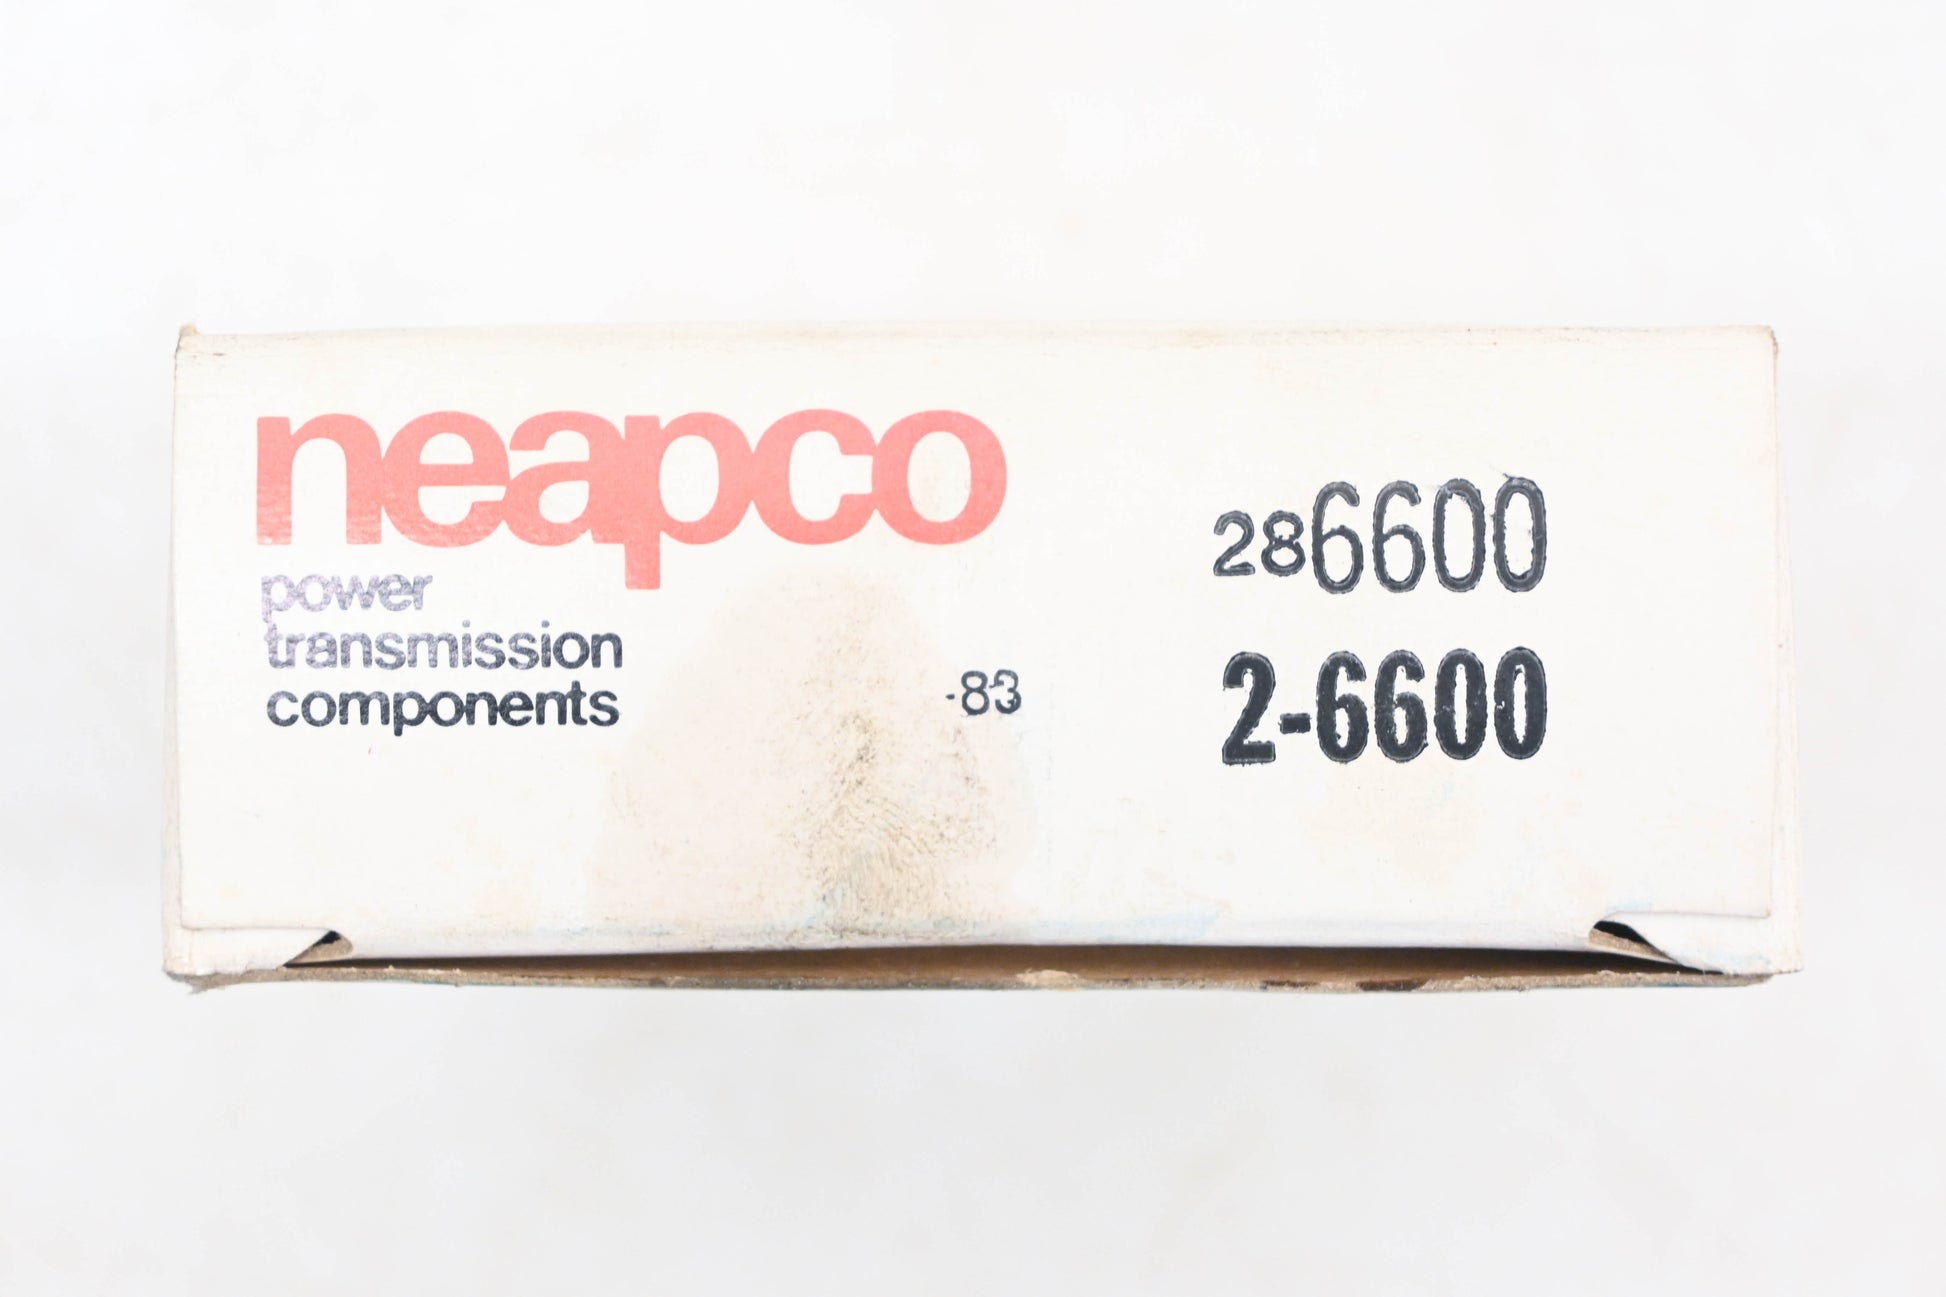 neapco
power
transmission
components
-83
286600
2-6600